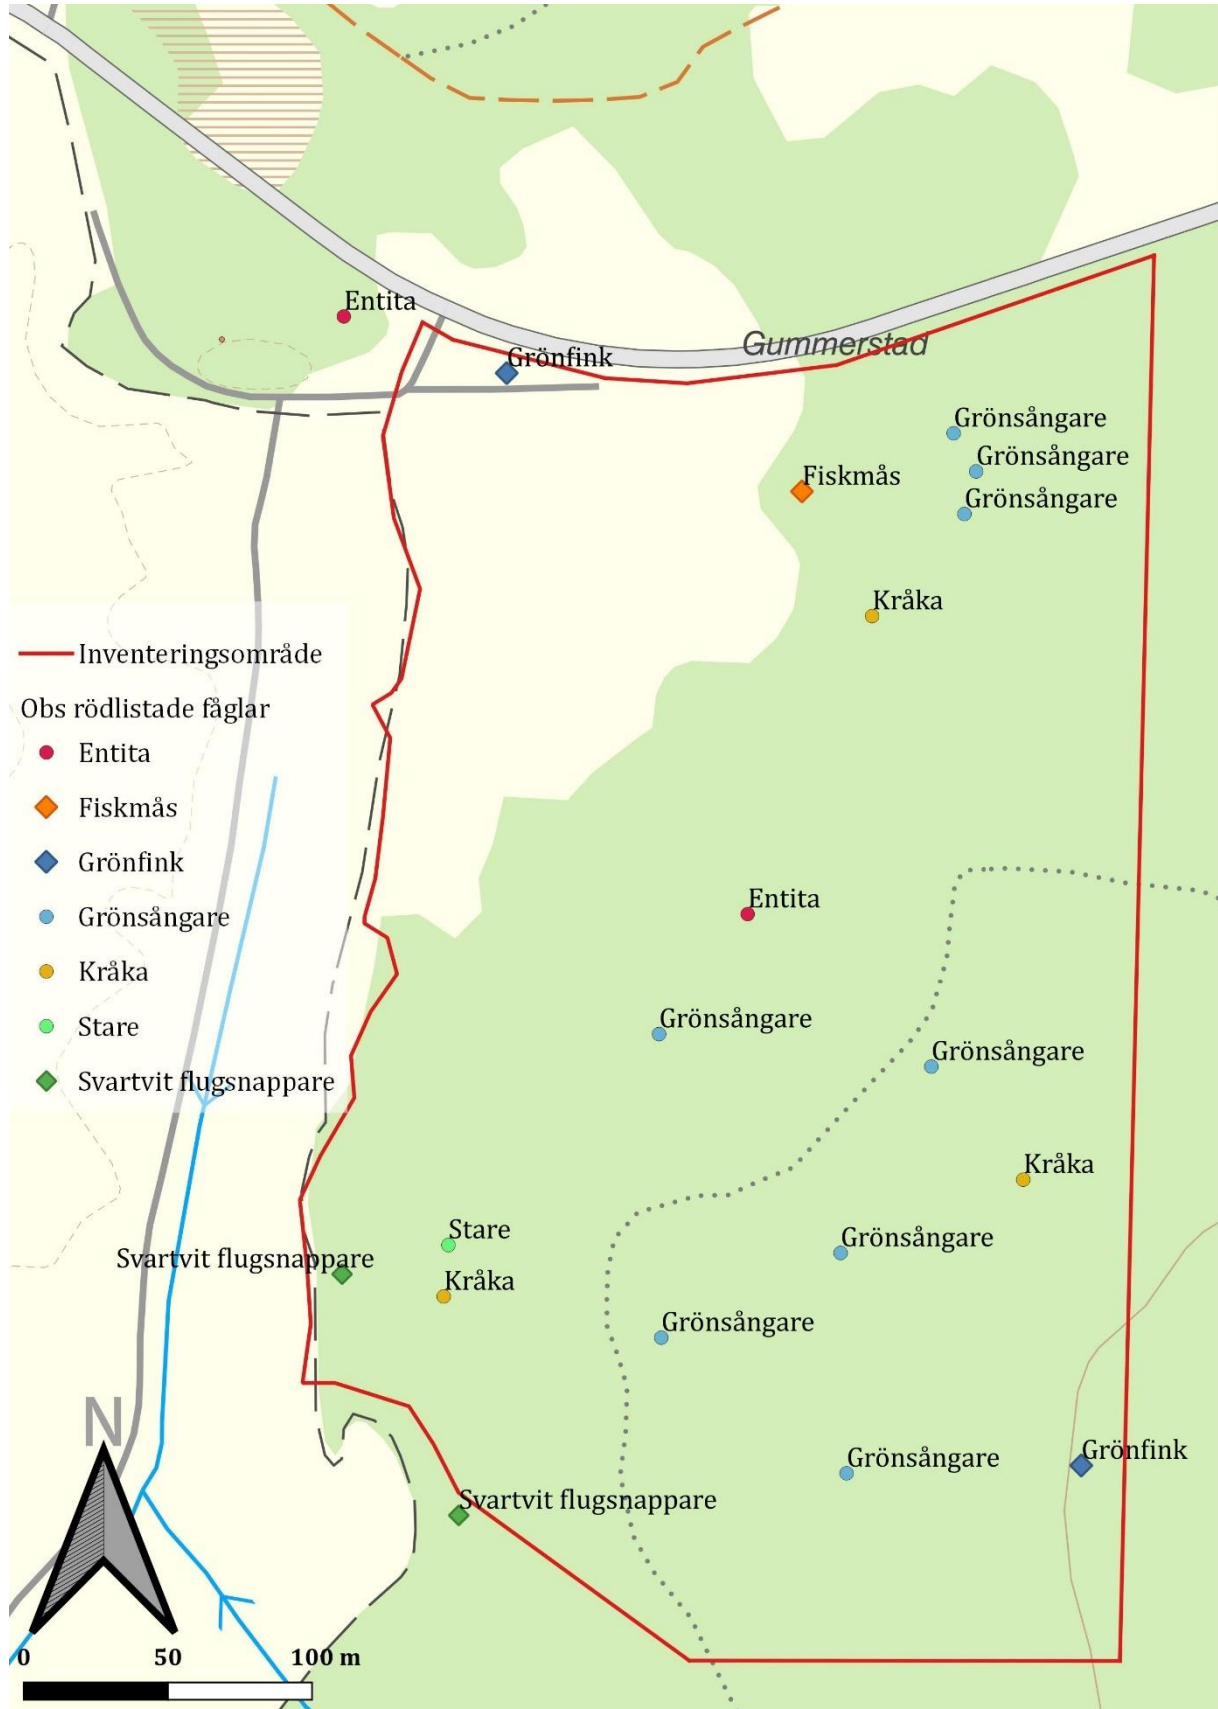 Entita
Gummerstad
Grönfink
Grönsångare
Grönsångare
Fiskmås
Grönsångare
Kråka
Inventeringsområde
Obs rödlistade fåglar
Entita
Fiskmås
Grönfink
Grönsångare
Kråka
Stare
Svartvit flugsnappare
Entita
Grönsångare
Grönsångare
Kråka
Stare
Grönsångare
Svartvit flugsnappare
Kråka
Grönsångare
N
Grönfink
Grönsångare
Svartvit flugsnappare
0 50 100 m